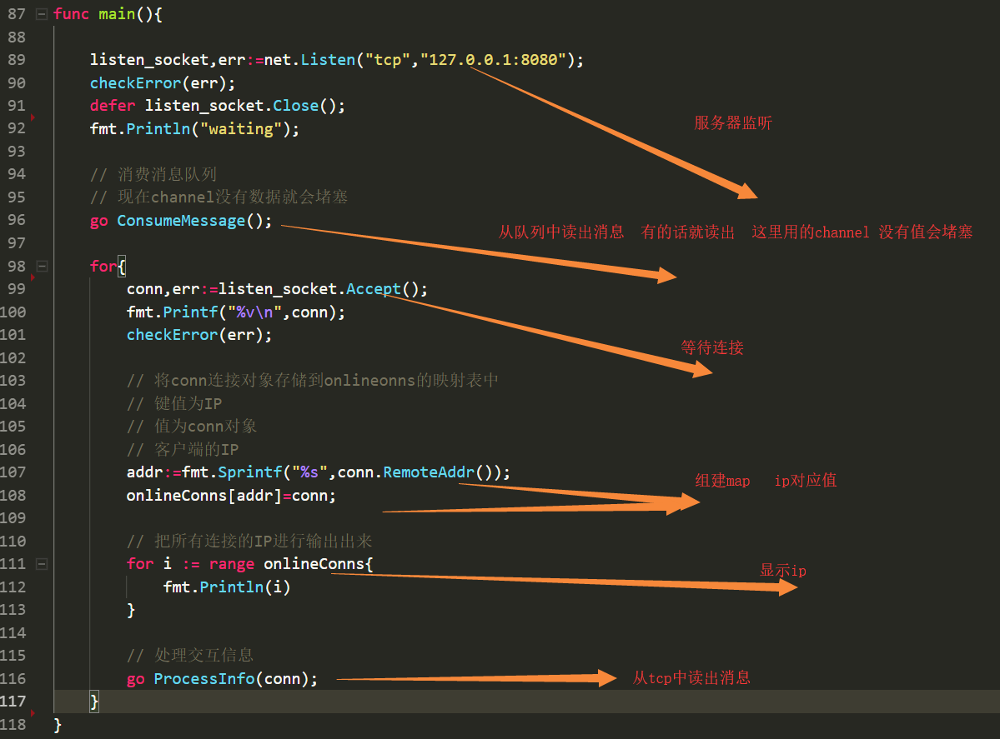 87 func main(){
88
89 listen_socket,err:=net.Listen("tcp","127.0.0.1:8080");
90 checkError(err);
91 defer listen_socket.Close();
92 fmt.Println("waiting");
服务器监听
93
94 // 消费消息队列
95 // 现在channel没有数据就会堵塞
96 go ConsumeMessage();
从队列中读出消息 有的话就读出 这里用的channel 没有值会堵塞
97
98 for{
99 conn,err:=listen_socket.Accept();
100 fmt.Printf("%v\n",conn);
101 checkError(err);
等待连接
102
103 // 将conn连接对象存储到onlineonns的映射表中
104 // 键值为IP
105 // 值为conn对象
106 // 客户端的IP
107 addr:=fmt.Sprintf("%s",conn.RemoteAddr());
组建map ip对应值
108 onlineConns[addr]=conn;
109
110 // 把所有连接的IP进行输出出来
111 for i := range onlineConns{
显示ip
112 fmt.Println(i)
113 }
114
115 // 处理交互信息
116 go ProcessInfo(conn);
从tcp中读出消息
117 }
118 }